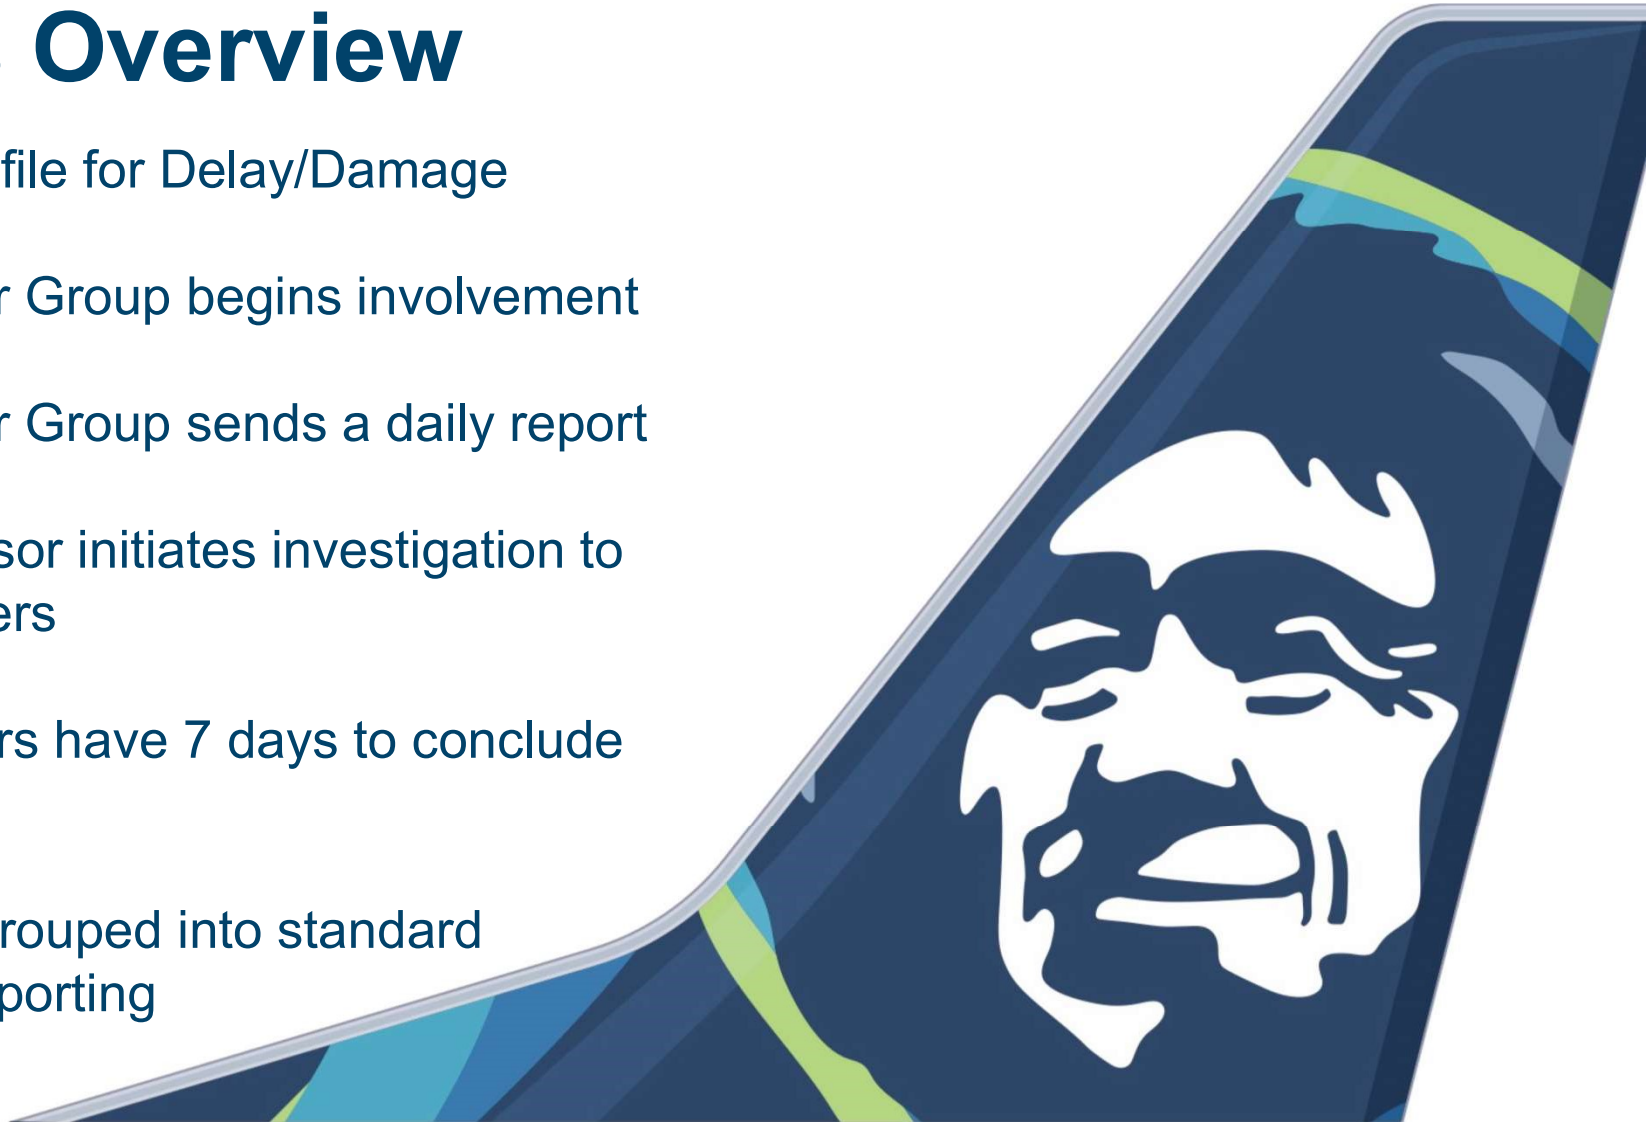 Overview
file for Delay/Damage
r Group begins involvement
r Group sends a daily report
sor initiates investigation to
ers
rs have 7 days to conclude
rouped into standard
porting